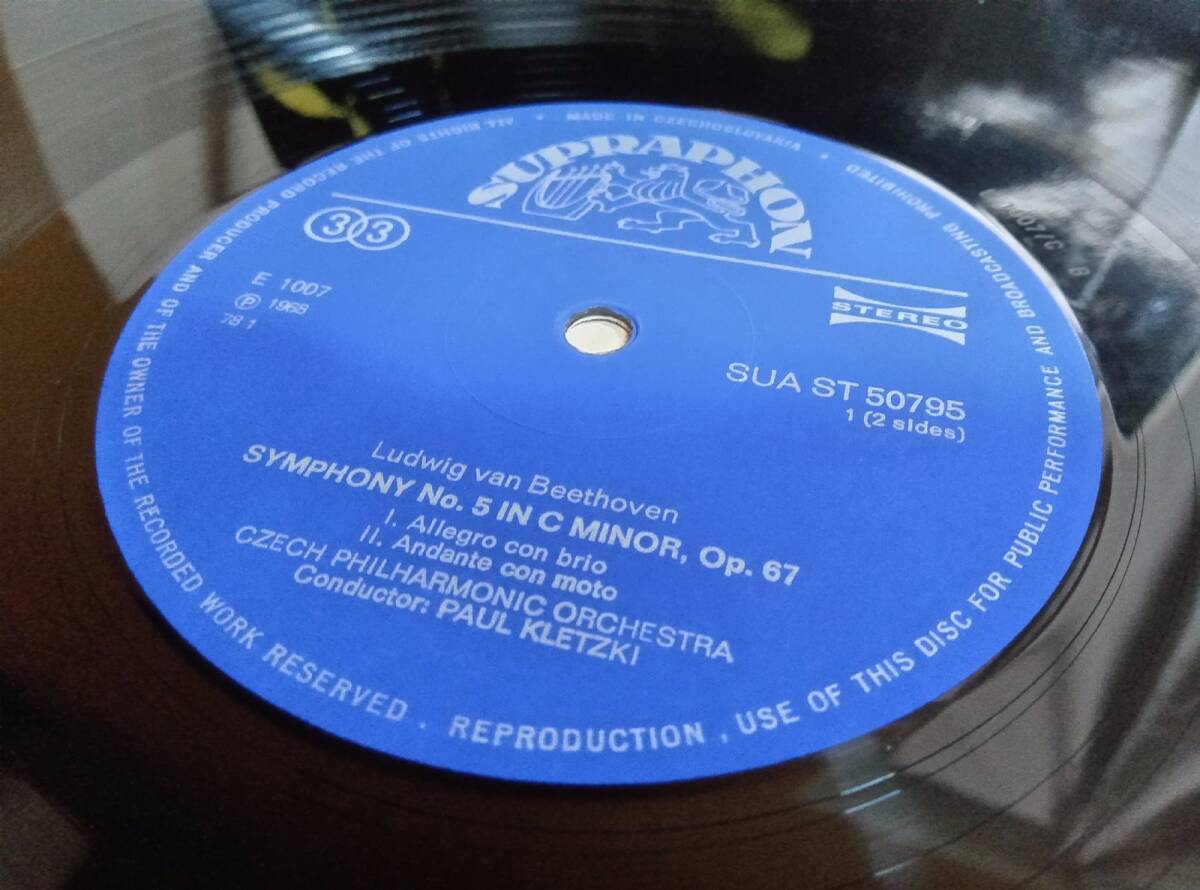 SUPRAPHON
33
E 1007
Ⓟ 1968
78 1
STEREO
SUA ST 50795
1 (2 sides)
Ludwig van Beethoven
SYMPHONY No. 5 IN C MINOR, Op. 67
I. Allegro con brio
II. Andante con moto
CZECH PHILHARMONIC ORCHESTRA
Conductor: PAUL KLETZKI
MADE IN CZECHOSLOVAKIA • ALL RIGHTS OF THE RECORD PRODUCER AND OF THE OWNER OF THE RECORDED WORK RESERVED . REPRODUCTION . USE OF THIS DISC FOR PUBLIC PERFORMANCE AND BROADCASTING PROHIBITED •